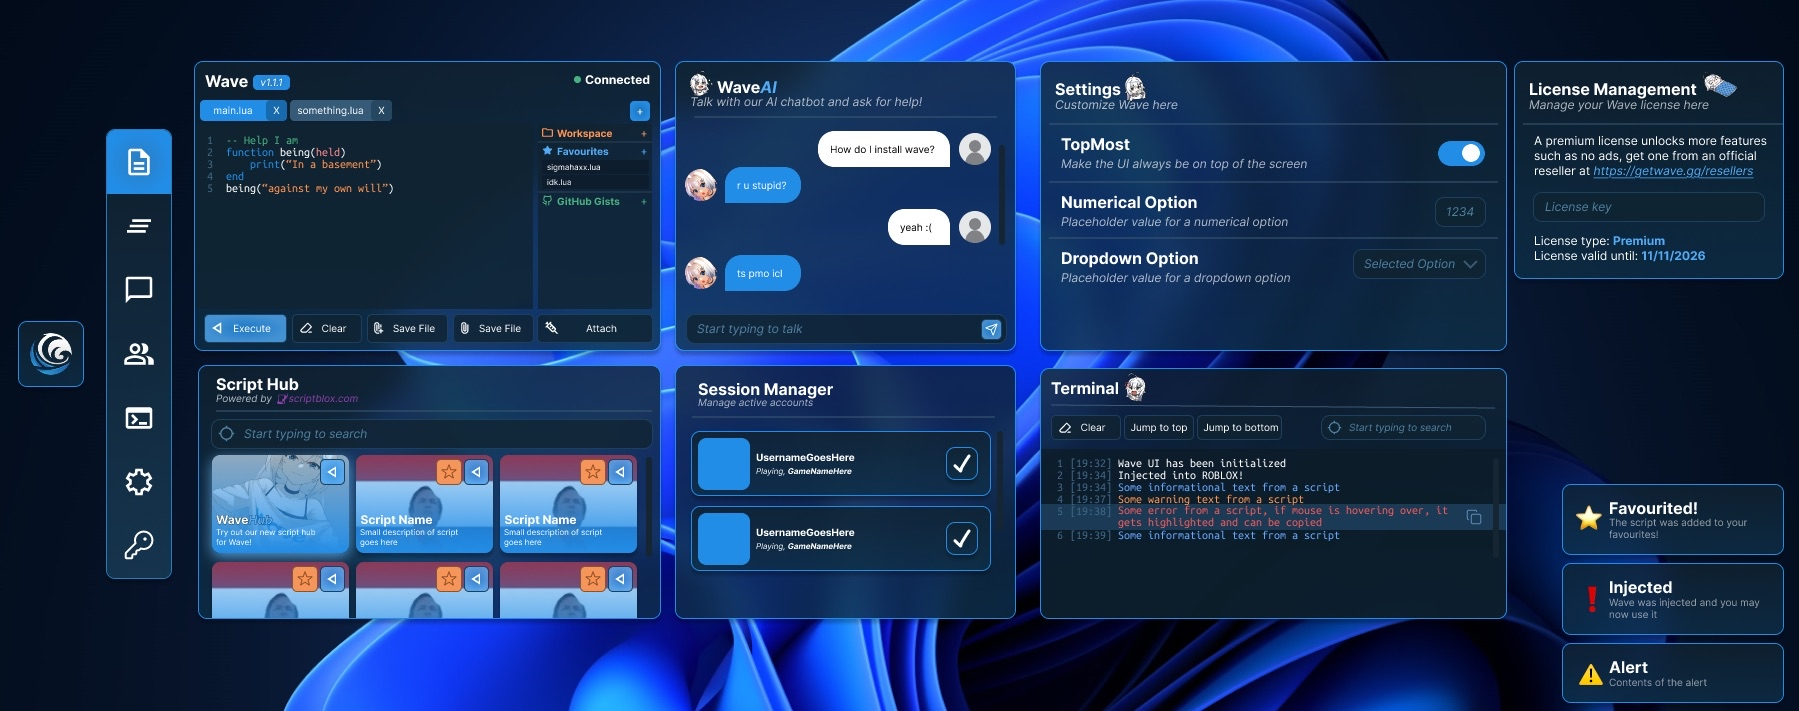 Wave v1.1.1
Connected
main.lua X something.lua X +
1 -- Help I am
2 function being(held)
3 print(“In a basement”)
4 end
5 being(“against my own will”)
Workspace +
Favourites +
sigmahaxx.lua
idk.lua
GitHub Gists +
Execute Clear Save File Save File Attach
WaveAI
Talk with our AI chatbot and ask for help!
How do I install wave?
r u stupid?
yeah :(
ts pmo icl
Start typing to talk
Settings
Customize Wave here
TopMost
Make the UI always be on top of the screen
Numerical Option
Placeholder value for a numerical option
1234
Dropdown Option
Placeholder value for a dropdown option
Selected Option
License Management
Manage your Wave license here
A premium license unlocks more features
such as no ads, get one from an official
reseller at https://getwave.gg/resellers
License key
License type: Premium
License valid until: 11/11/2026
Script Hub
Powered by scriptblox.com
Start typing to search
WaveHub
Try out our new script hub
for Wave!
Script Name
Small description of script
goes here
Script Name
Small description of script
goes here
Session Manager
Manage active accounts
UsernameGoesHere
Playing, GameNameHere
UsernameGoesHere
Playing, GameNameHere
Terminal
Clear Jump to top Jump to bottom Start typing to search
1 [19:32] Wave UI has been initialized
2 [19:34] Injected into ROBLOX!
3 [19:34] Some informational text from a script
4 [19:37] Some warning text from a script
5 [19:38] Some error from a script, if mouse is hovering over, it
gets highlighted and can be copied
6 [19:39] Some informational text from a script
Favourited!
The script was added to your
favourites!
Injected
Wave was injected and you may
now use it
Alert
Contents of the alert